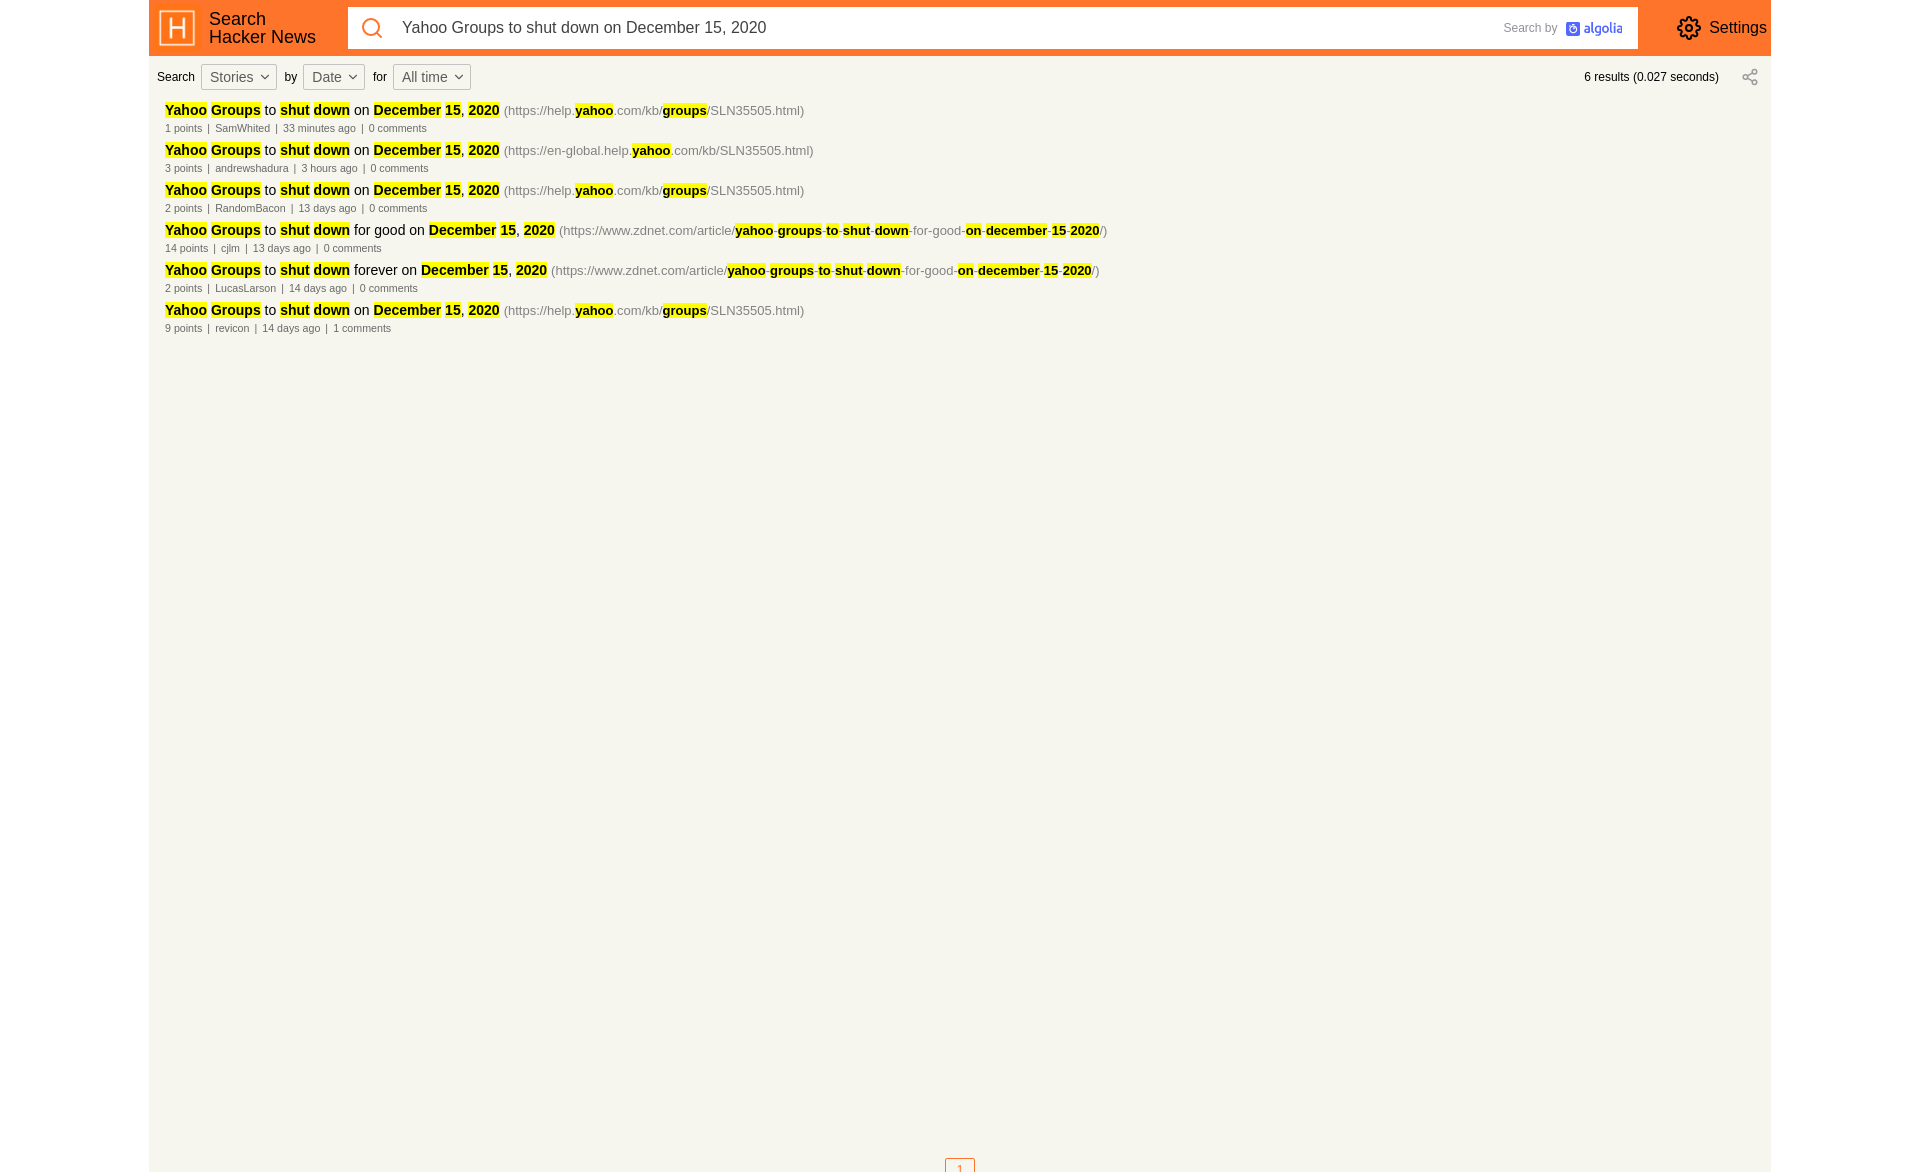 Search
Hacker News
Yahoo Groups to shut down on December 15, 2020
Search by algolia
Settings
Search Stories by Date for All time
6 results (0.027 seconds)
Yahoo Groups to shut down on December 15, 2020 (https://help.yahoo.com/kb/groups/SLN35505.html)
1 points | SamWhited | 33 minutes ago | 0 comments
Yahoo Groups to shut down on December 15, 2020 (https://en-global.help.yahoo.com/kb/SLN35505.html)
3 points | andrewshadura | 3 hours ago | 0 comments
Yahoo Groups to shut down on December 15, 2020 (https://help.yahoo.com/kb/groups/SLN35505.html)
2 points | RandomBacon | 13 days ago | 0 comments
Yahoo Groups to shut down for good on December 15, 2020 (https://www.zdnet.com/article/yahoo-groups-to-shut-down-for-good-on-december-15-2020/)
14 points | cjlm | 13 days ago | 0 comments
Yahoo Groups to shut down forever on December 15, 2020 (https://www.zdnet.com/article/yahoo-groups-to-shut-down-for-good-on-december-15-2020/)
2 points | LucasLarson | 14 days ago | 0 comments
Yahoo Groups to shut down on December 15, 2020 (https://help.yahoo.com/kb/groups/SLN35505.html)
9 points | revicon | 14 days ago | 1 comments
1